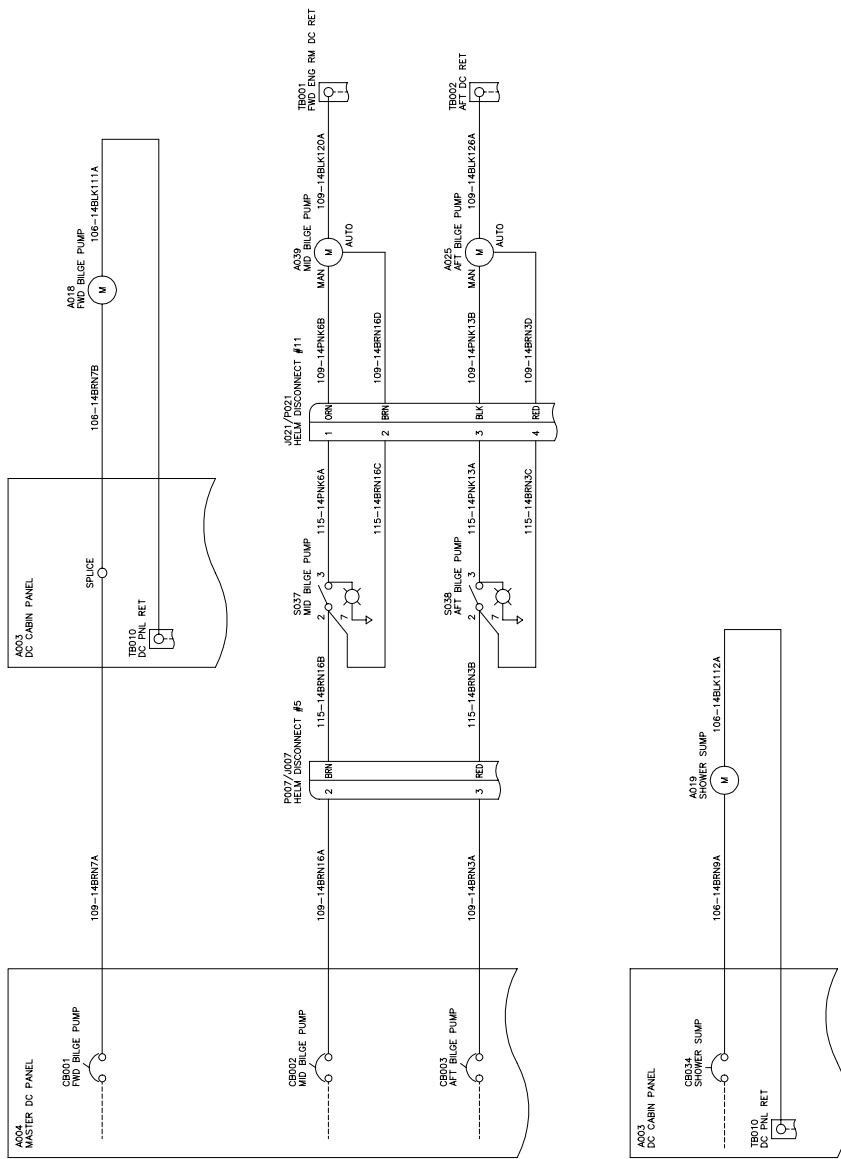 A004
MASTER DC PANEL
CB001
FWD BILGE PUMP
109-14BRN7A
A003
DC CABIN PANEL
SPLICE
TB010
DC PNL RET
106-14BRN7B
A018
FWD BILGE PUMP
M
106-14BLK111A
CB002
MID BILGE PUMP
109-14BRN16A
P007/J007
HELM DISCONNECT #5
2
BRN
115-14BRN16B
S037
MID BILGE PUMP
2
3
7
115-14PNK6A
115-14BRN16C
J021/P021
HELM DISCONNECT #11
1
ORN
2
BRN
109-14PNK6B
109-14BRN16D
A039
MID BILGE PUMP
MAN
M
AUTO
109-14BLK120A
TB001
FWD ENG RM DC RET
CB003
AFT BILGE PUMP
109-14BRN3A
3
RED
115-14BRN3B
S038
AFT BILGE PUMP
2
3
7
115-14PNK13A
115-14BRN3C
3
BLK
4
RED
109-14PNK13B
109-14BRN3D
A025
AFT BILGE PUMP
MAN
M
AUTO
109-14BLK126A
TB002
AFT DC RET
A003
DC CABIN PANEL
CB034
SHOWER SUMP
TB010
DC PNL RET
106-14BRN9A
A019
SHOWER SUMP
M
106-14BLK112A